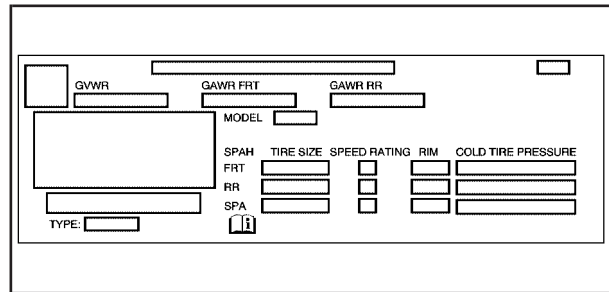 GVWR GAWR FRT GAWR RR
MODEL
SPAH TIRE SIZE SPEED RATING RIM COLD TIRE PRESSURE
FRT
RR
SPA
TYPE:
i